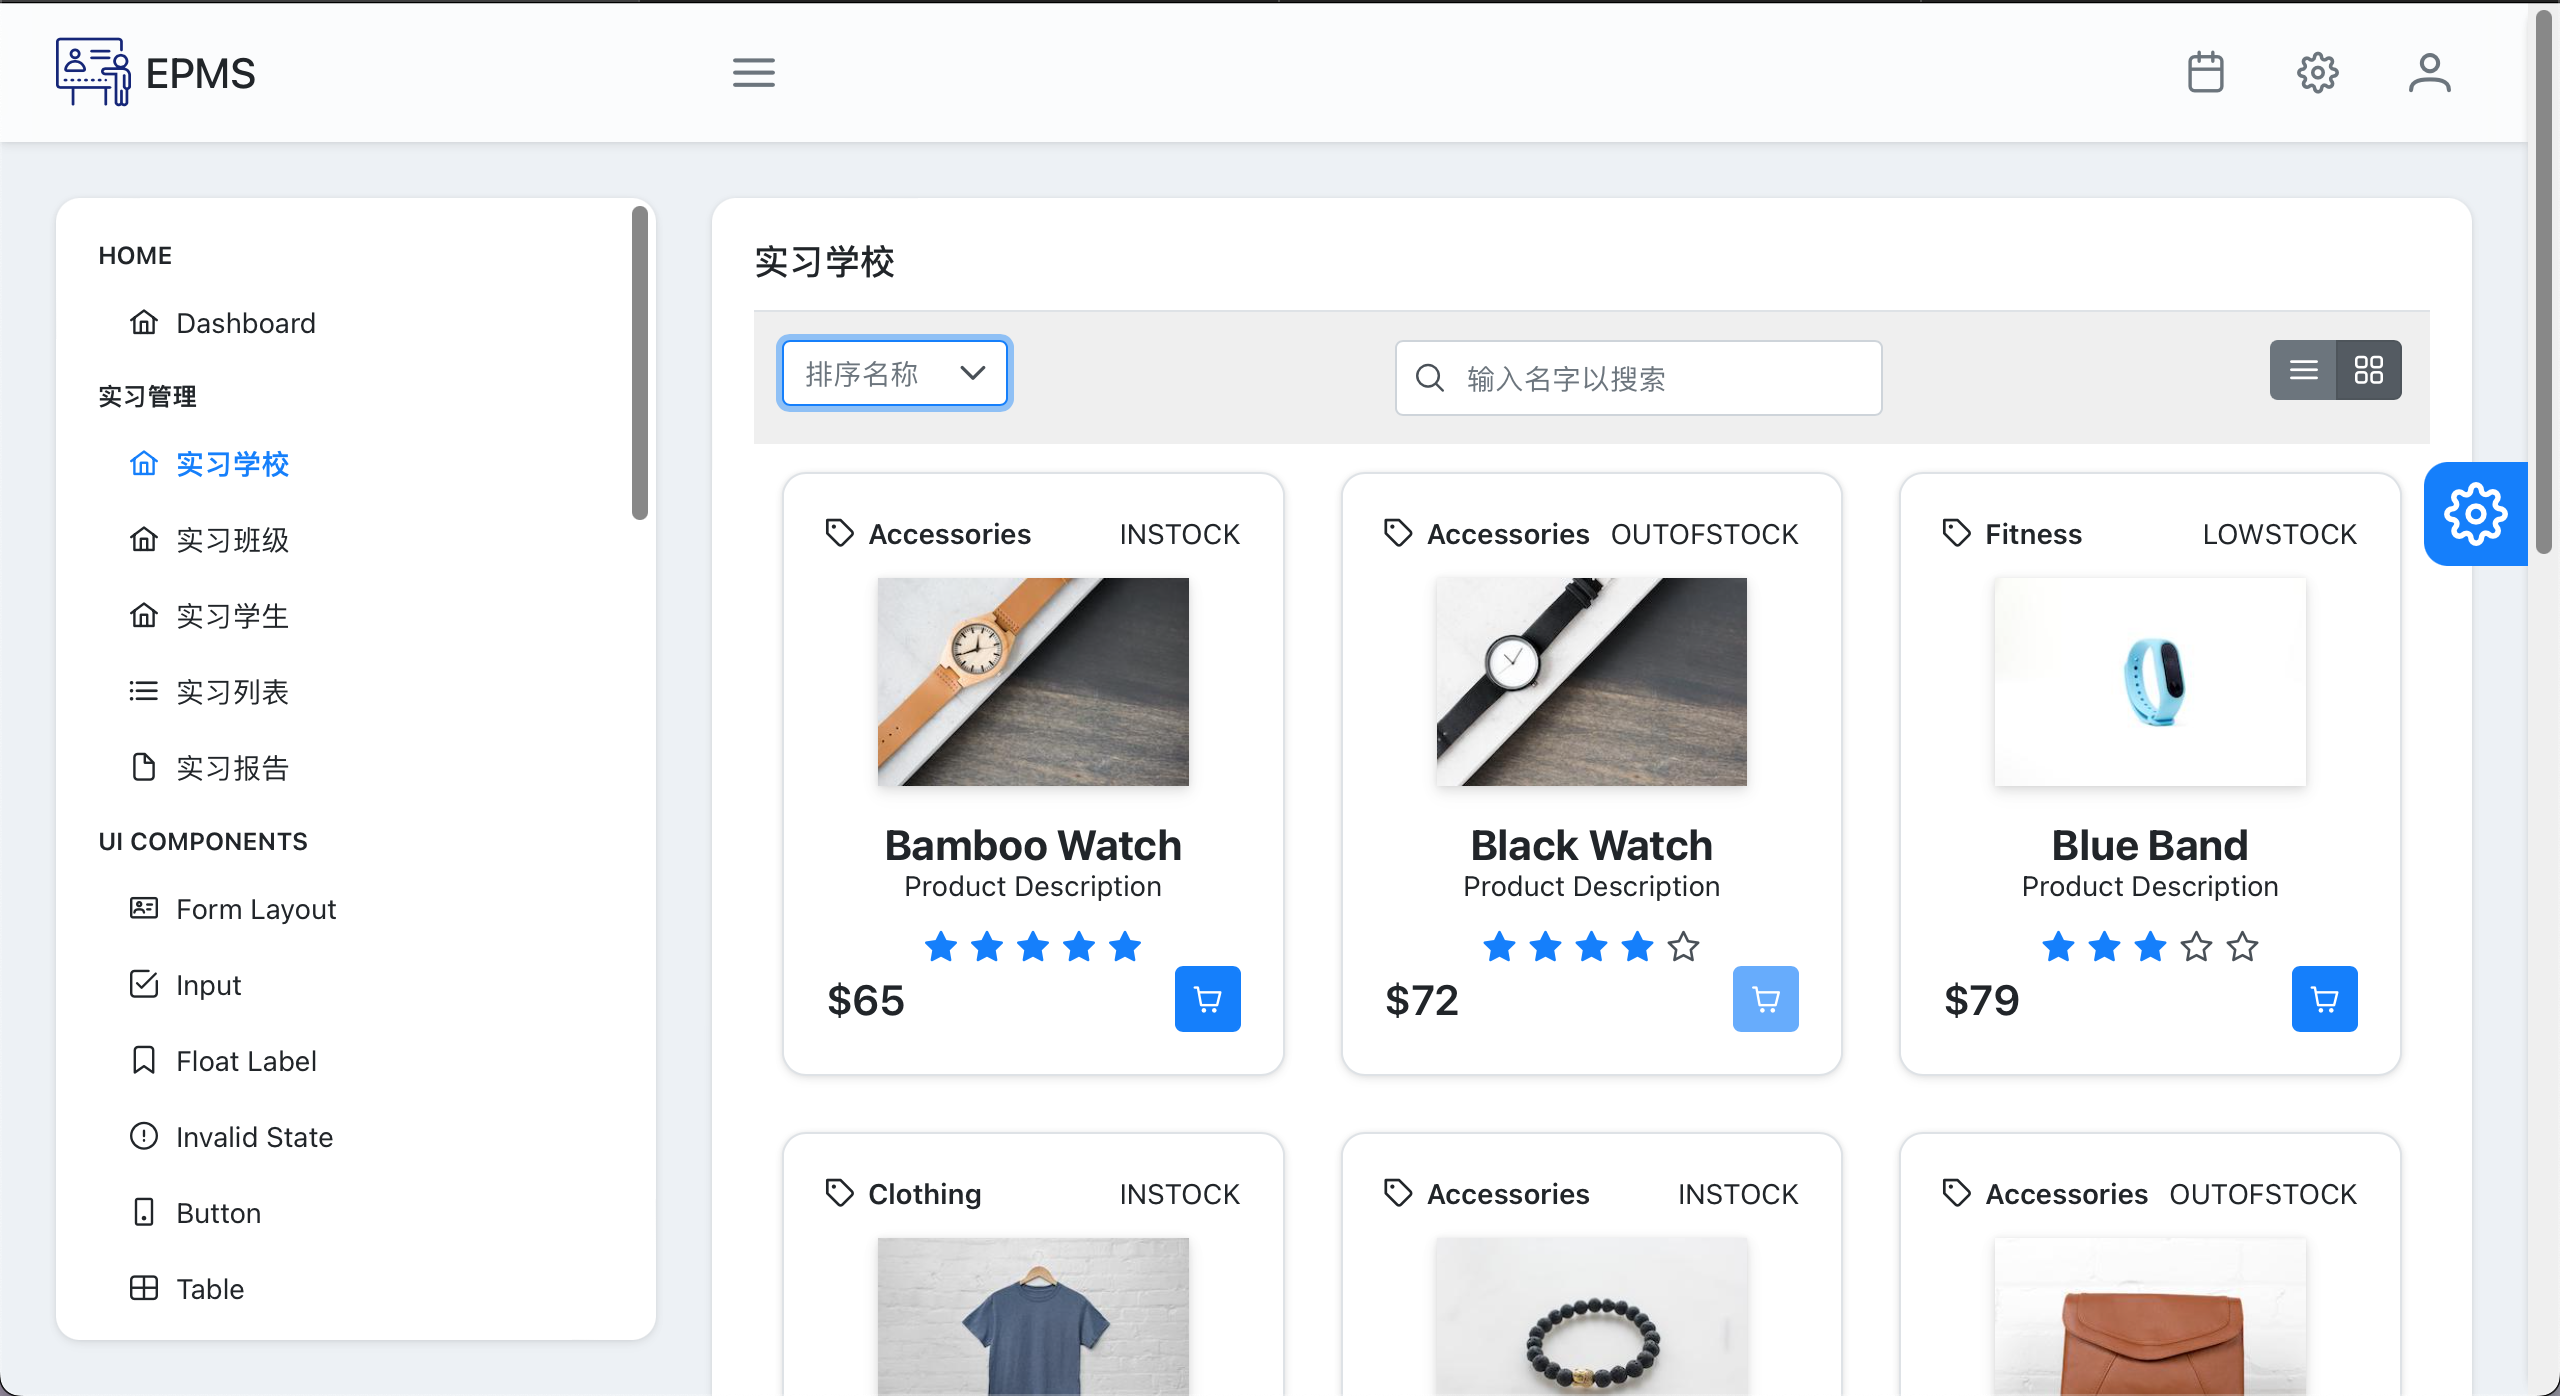 EPMS
HOME
Dashboard
实习管理
实习学校
实习班级
实习学生
实习列表
实习报告
UI COMPONENTS
Form Layout
Input
Float Label
Invalid State
Button
Table
实习学校
排序名称
输入名字以搜索
Accessories INSTOCK
Bamboo Watch
Product Description
$65
Accessories OUTOFSTOCK
Black Watch
Product Description
$72
Fitness LOWSTOCK
Blue Band
Product Description
$79
Clothing INSTOCK
Accessories INSTOCK
Accessories OUTOFSTOCK